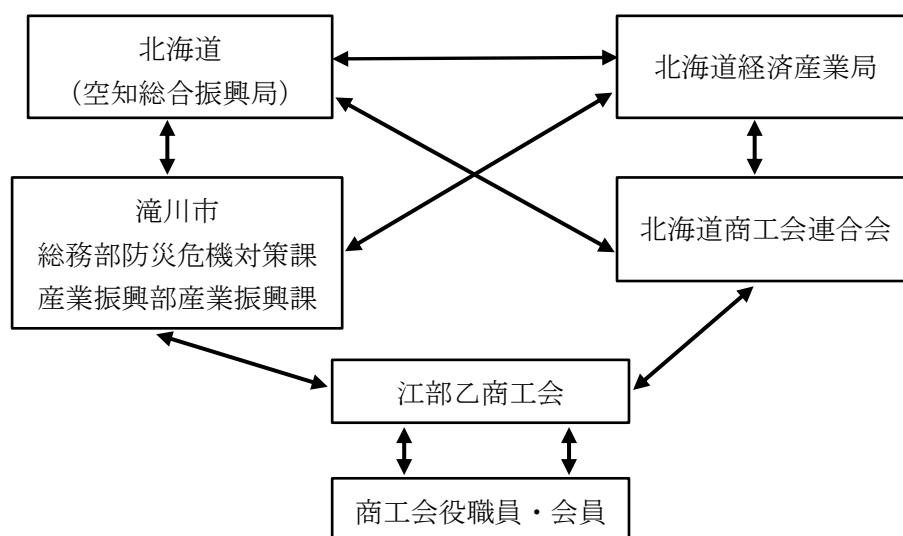 北海道
（空知総合振興局）
北海道経済産業局
滝川市
総務部防災危機対策課
産業振興部産業振興課
北海道商工会連合会
江部乙商工会
商工会役職員・会員